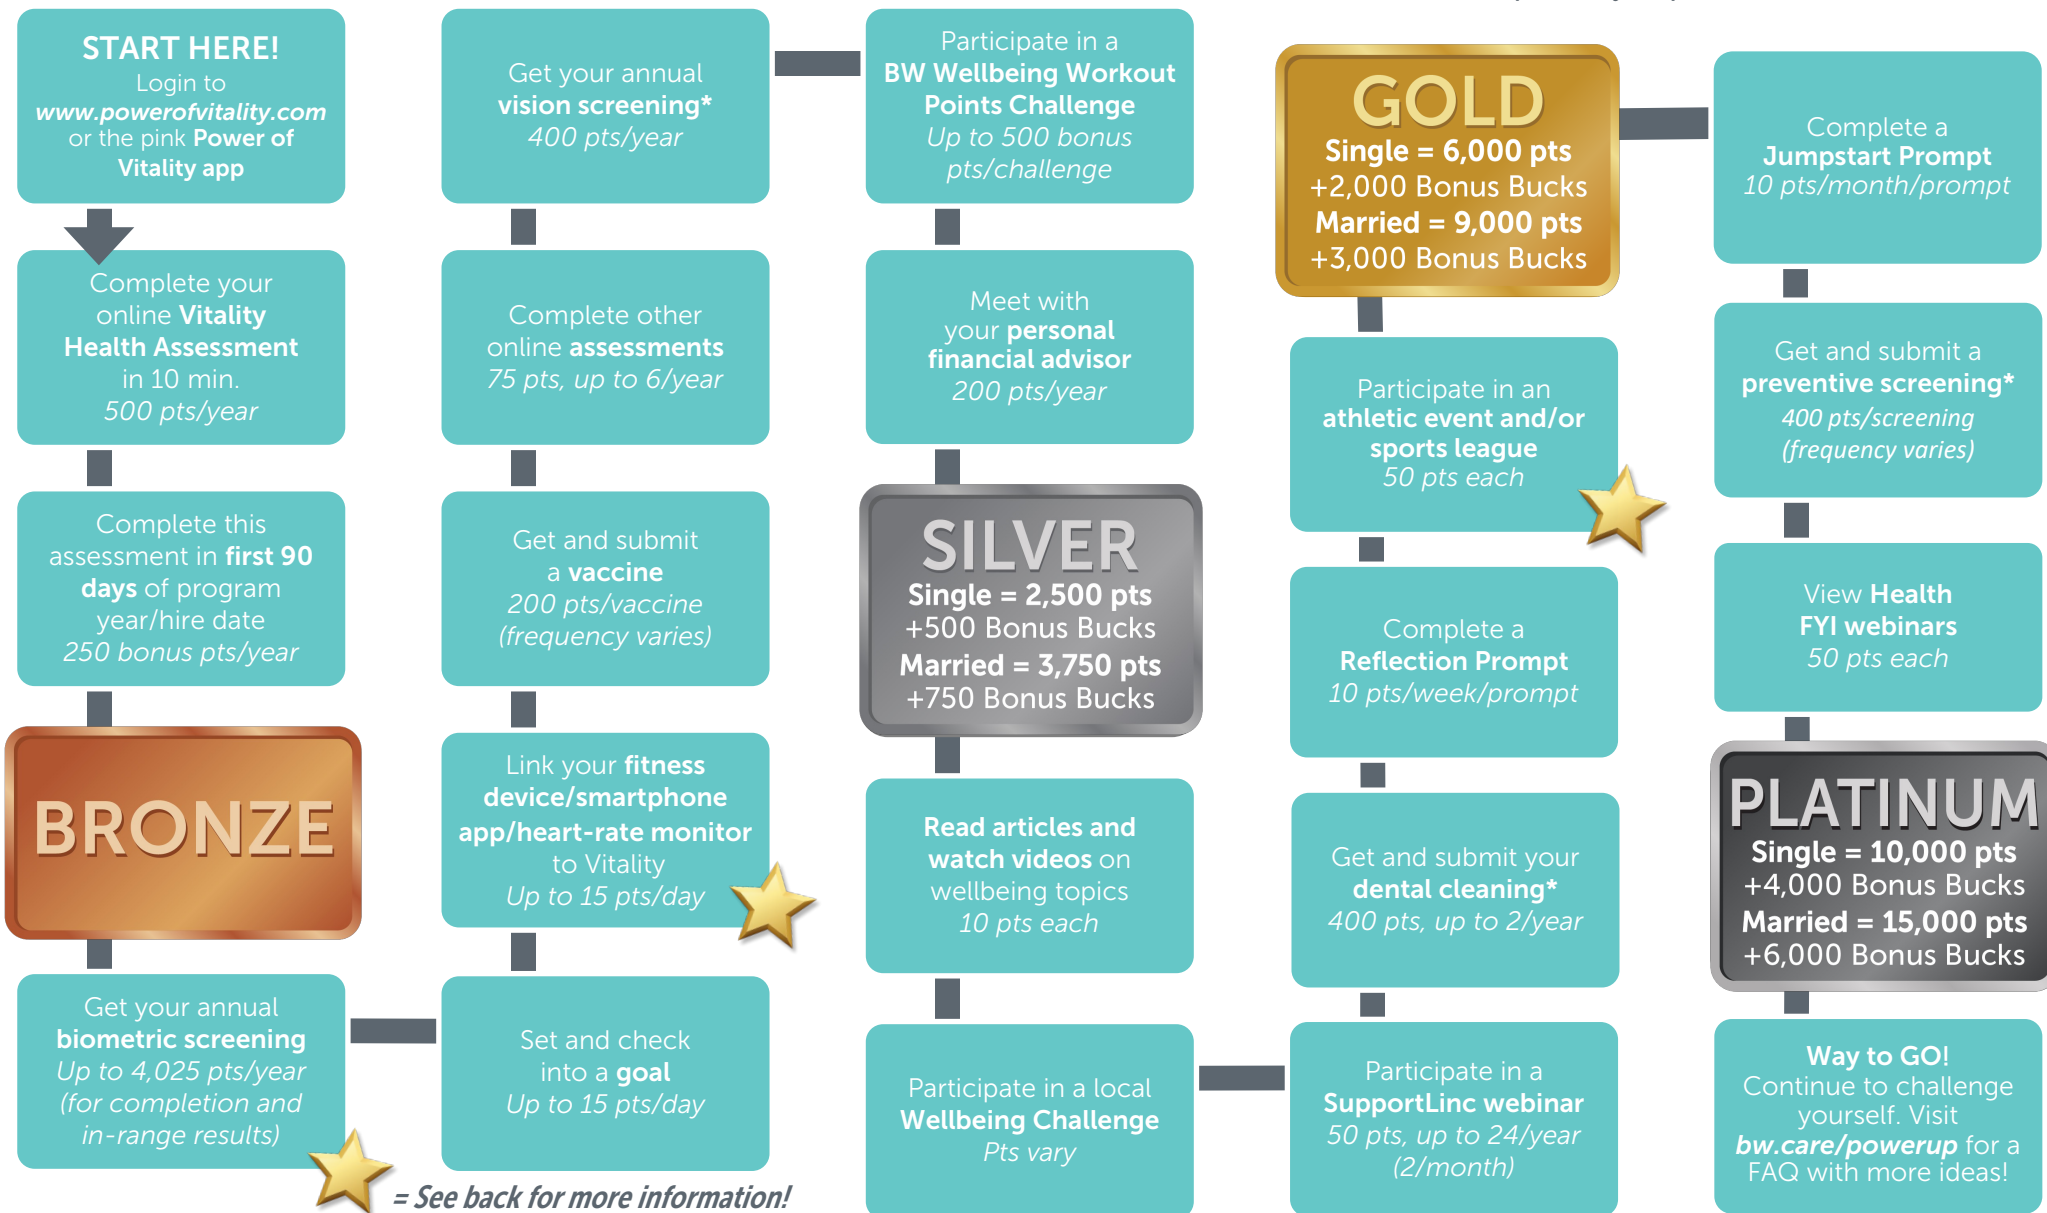 START HERE!
Login to
www.powerofvitality.com
or the pink Power of
Vitality app
Complete your
online Vitality
Health Assessment
in 10 min.
500 pts/year
Complete this
assessment in first 90
days of program
year/hire date
250 bonus pts/year
BRONZE
Get your annual
biometric screening
Up to 4,025 pts/year
(for completion and
in-range results)
= See back for more information!
Set and check
into a goal
Up to 15 pts/day
Link your fitness
device/smartphone
app/heart-rate monitor
to Vitality
Up to 15 pts/day
Get and submit
a vaccine
200 pts/vaccine
(frequency varies)
Complete other
online assessments
75 pts, up to 6/year
Get your annual
vision screening*
400 pts/year
Participate in a
BW Wellbeing Workout
Points Challenge
Up to 500 bonus
pts/challenge
Meet with
your personal
financial advisor
200 pts/year
SILVER
Single = 2,500 pts
+500 Bonus Bucks
Married = 3,750 pts
+750 Bonus Bucks
Read articles and
watch videos on
wellbeing topics
10 pts each
Participate in a local
Wellbeing Challenge
Pts vary
Participate in a
SupportLinc webinar
50 pts, up to 24/year
(2/month)
Get and submit your
dental cleaning*
400 pts, up to 2/year
Complete a
Reflection Prompt
10 pts/week/prompt
Participate in an
athletic event and/or
sports league
50 pts each
GOLD
Single = 6,000 pts
+2,000 Bonus Bucks
Married = 9,000 pts
+3,000 Bonus Bucks
Complete a
Jumpstart Prompt
10 pts/month/prompt
Get and submit a
preventive screening*
400 pts/screening
(frequency varies)
View Health
FYI webinars
50 pts each
PLATINUM
Single = 10,000 pts
+4,000 Bonus Bucks
Married = 15,000 pts
+6,000 Bonus Bucks
Way to GO!
Continue to challenge
yourself. Visit
bw.care/powerup for a
FAQ with more ideas!